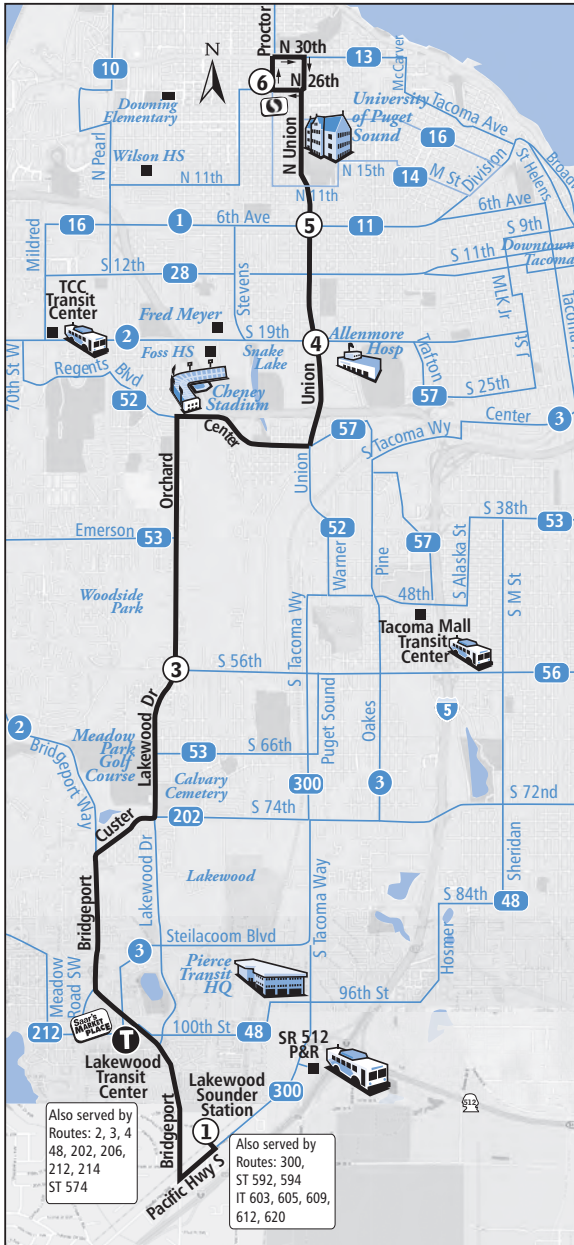 Proctor
N 30th
13
McCarver
10
N
6
N 26th
Downing
Elementary
University
of Puget
Sound
Tacoma Ave
16
N Pearl
Wilson HS
N Union
N 15th
14
M St
Division
St Helens
Broadway
N 11th
N 11th
16
1
6th Ave
5
11
6th Ave
S 9th
Mildred
S 12th
28
Stevens
S 11th
Downtown
Tacoma
TCC
Transit
Center
Fred Meyer
MLK Jr
J St
2
S 19th
4
Allenmore
Hosp
Foss HS
Snake
Lake
Trafton
70th St W
Regents Blvd
Cheney
Stadium
Union
57
S 25th
52
Center
57
S Tacoma Wy
Center
3
Orchard
Union
Emerson
53
52
Warner
Pine
57
S Alaska St
S 38th
53
Woodside
Park
48th
S M St
Tacoma Mall
Transit
Center
3
S 56th
56
S Tacoma Wy
Puget Sound
Oakes
5
2
Bridgeport Way
Meadow
Park
Golf
Course
Lakewood Dr
53
S 66th
Calvary
Cemetery
300
3
S 72nd
Custer
202
S 74th
Bridgeport
Lakewood Dr
Lakewood
S Tacoma Way
Sheridan
S 84th
48
Hosmer
3
Steilacoom Blvd
Meadow
Road SW
Pierce
Transit
HQ
96th St
212
Saar's
MARKET
PLACE
T
100th St
48
SR 512
P&R
Lakewood
Transit
Center
Lakewood
Sounder
Station
300
512
Also served by
Routes: 2, 3, 4
48, 202, 206,
212, 214
ST 574
Bridgeport
1
Pacific Hwy S
Also served by
Routes: 300,
ST 592, 594
IT 603, 605, 609,
612, 620